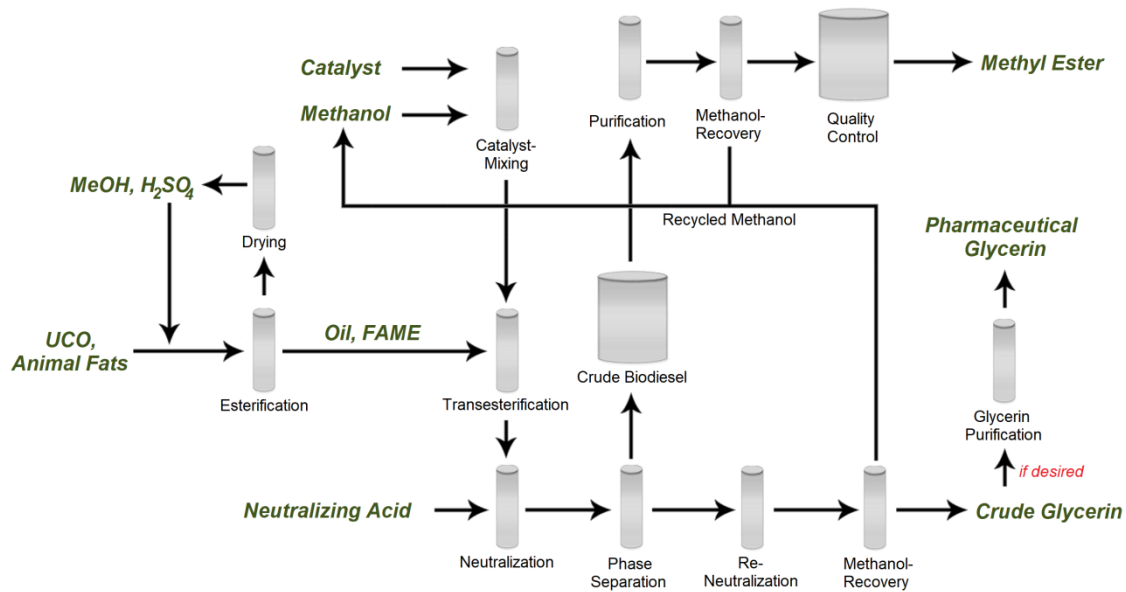 Catalyst
Methanol
Catalyst-
Mixing
Purification
Methanol-
Recovery
Quality
Control
Methyl Ester
MeOH, H₂SO₄
Drying
Recycled Methanol
Pharmaceutical
Glycerin
UCO,
Animal Fats
Esterification
Oil, FAME
Transesterification
Crude Biodiesel
Glycerin
Purification
if desired
Neutralizing Acid
Neutralization
Phase
Separation
Re-
Neutralization
Methanol-
Recovery
Crude Glycerin